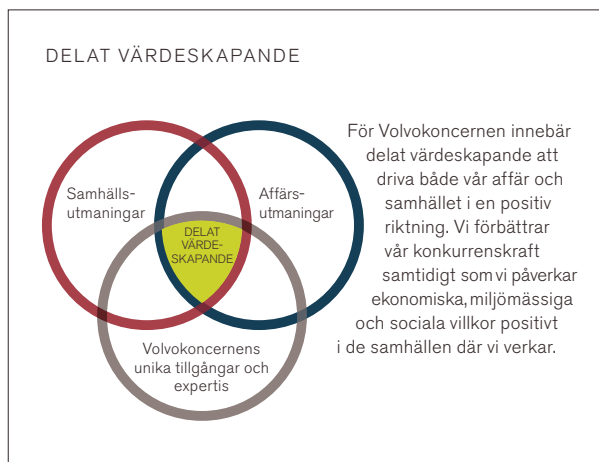 DELAT VÄRDESKAPANDE
Samhälls-
utmaningar
Affärs-
utmaningar
DELAT
VÄRDE-
SKAPANDE
Volvokoncernens
unika tillgångar och
expertis
För Volvokoncernen innebär
delat värdeskapande att
driva både vår affär och
samhället i en positiv
riktning. Vi förbättrar
vår konkurrenskraft
samtidigt som vi påverkar
ekonomiska, miljömässiga
och sociala villkor positivt
i de samhällen där vi verkar.